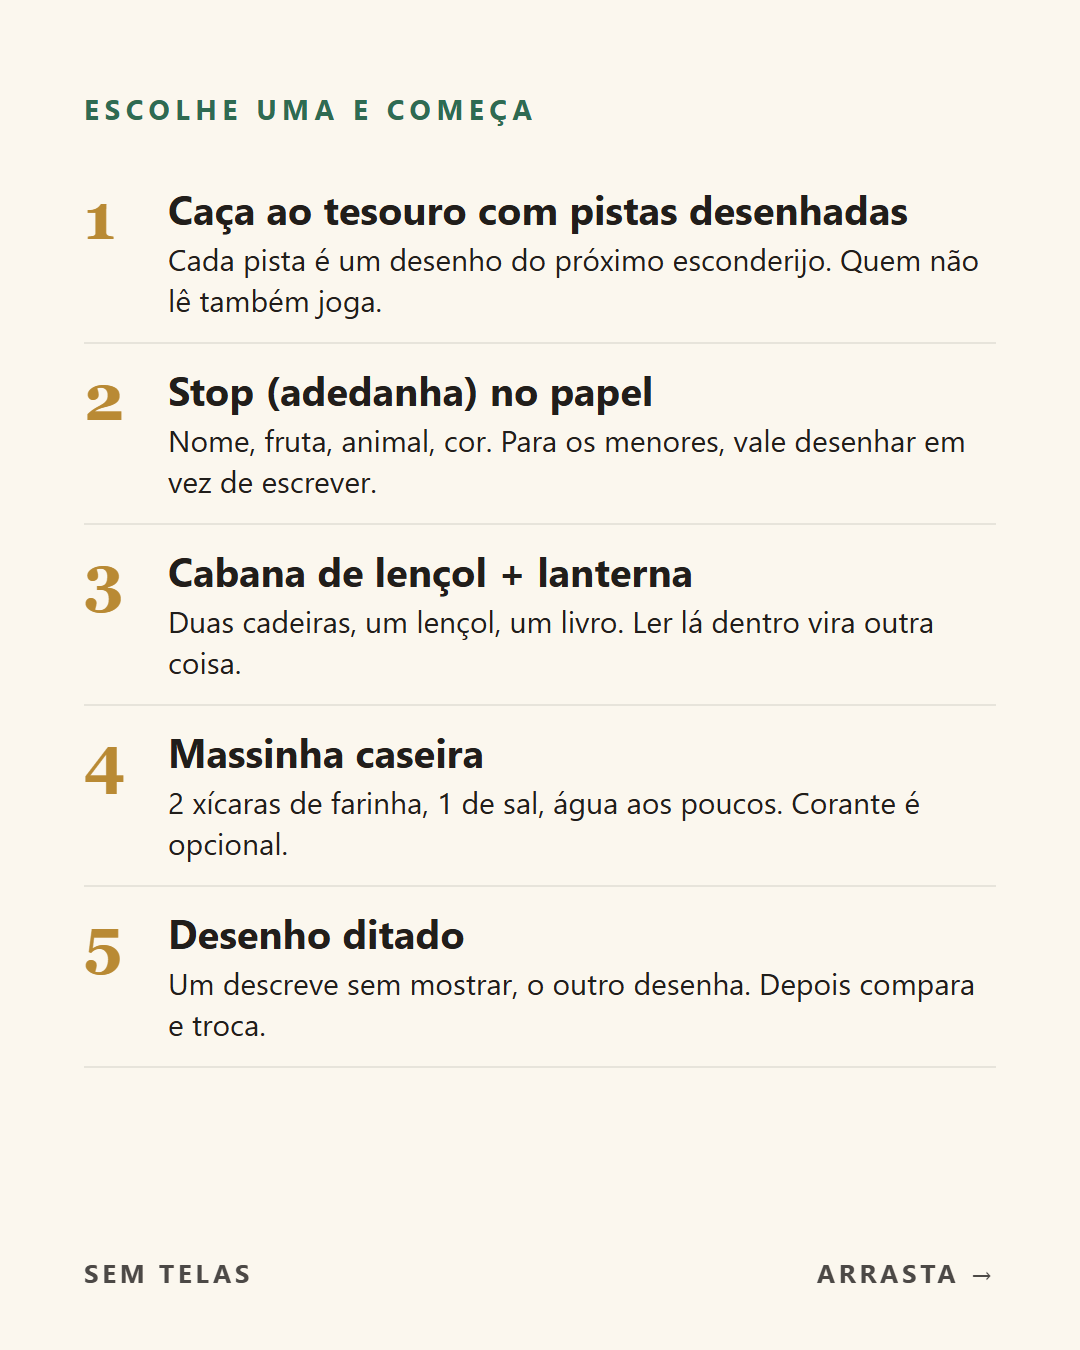 ESCOLHE UMA E COMEÇA
1
Caça ao tesouro com pistas desenhadas
Cada pista é um desenho do próximo esconderijo. Quem não
lê também joga.
2
Stop (adedanha) no papel
Nome, fruta, animal, cor. Para os menores, vale desenhar em
vez de escrever.
3
Cabana de lençol + lanterna
Duas cadeiras, um lençol, um livro. Ler lá dentro vira outra
coisa.
4
Massinha caseira
2 xícaras de farinha, 1 de sal, água aos poucos. Corante é
opcional.
5
Desenho ditado
Um descreve sem mostrar, o outro desenha. Depois compara
e troca.
SEM TELAS
ARRASTA →